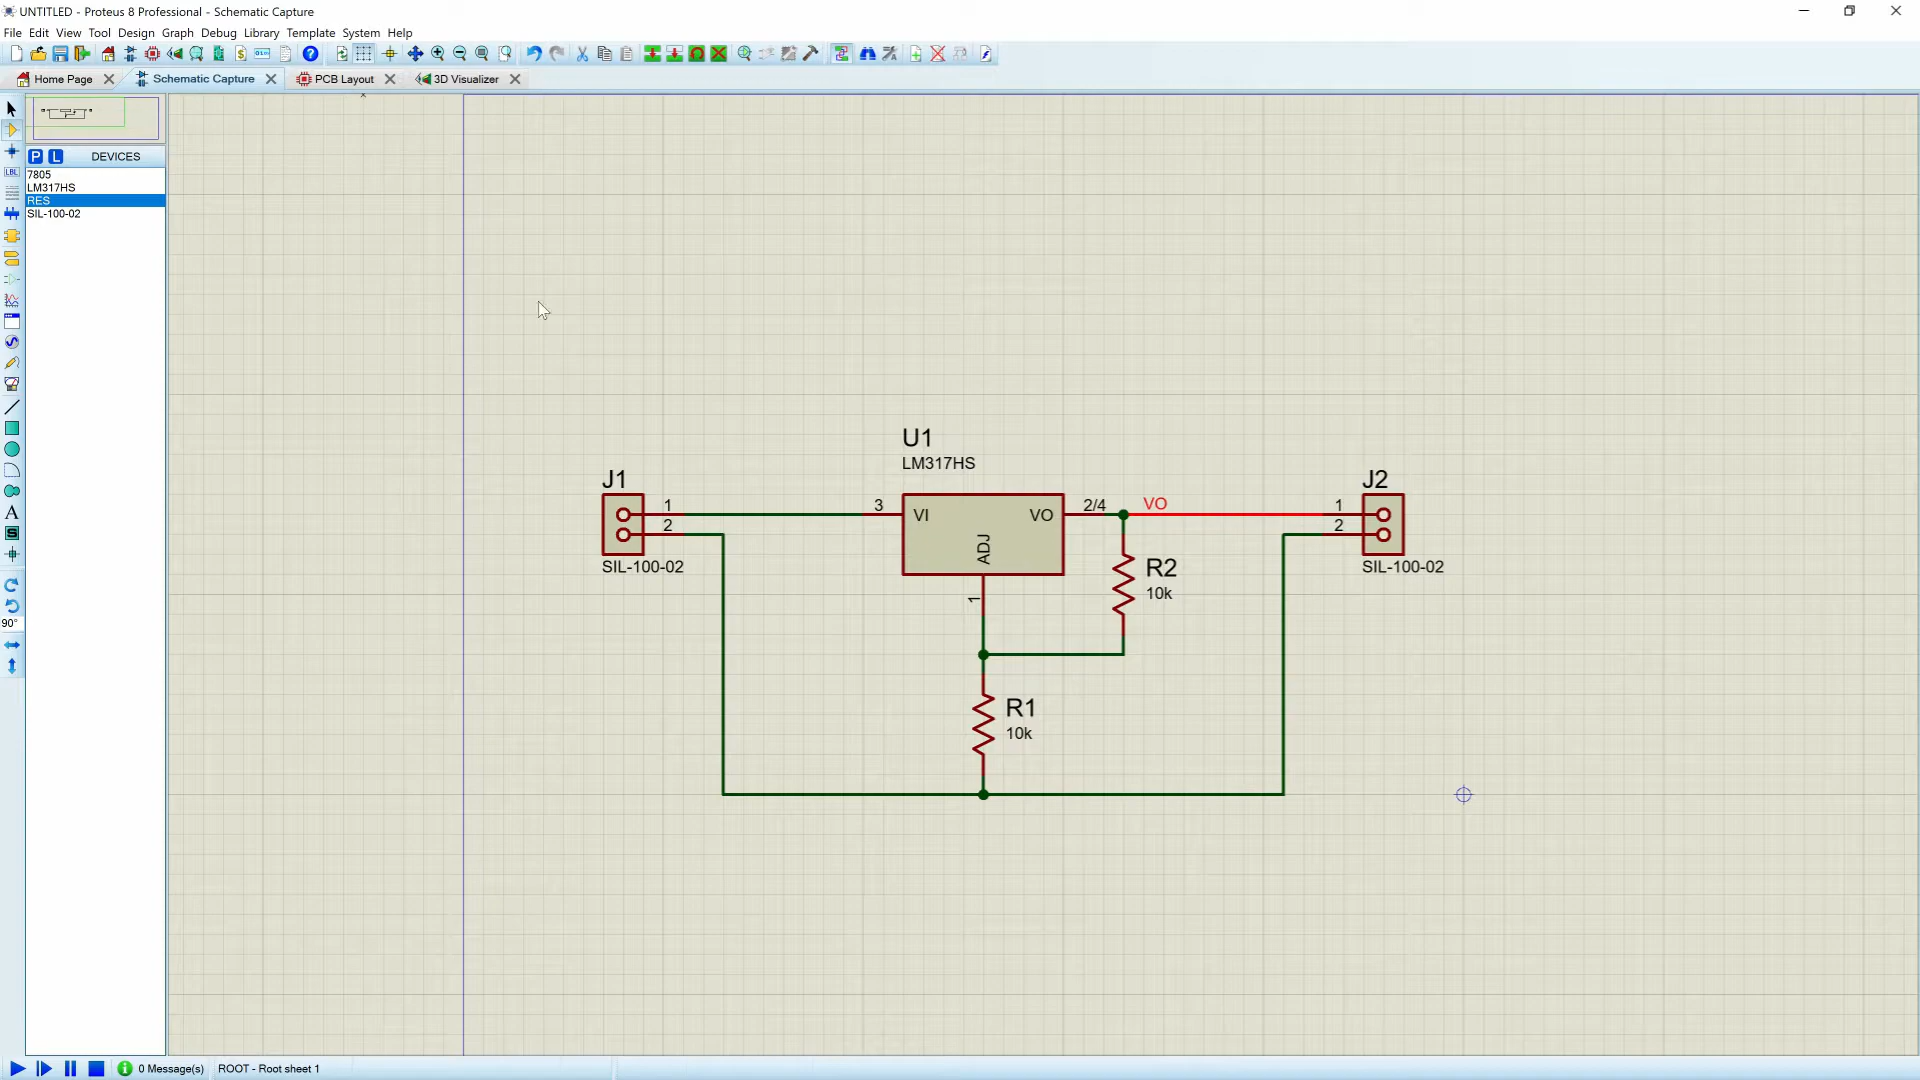 UNTITLED - Proteus 8 Professional - Schematic Capture
File Edit View Tool Design Graph Debug Library Template System Help
Home Page Schematic Capture PCB Layout 3D Visualizer
P L DEVICES
7805
LM317HS
RES
SIL-100-02
LBL
A
S
90°
U1
LM317HS
J1
1
2
SIL-100-02
3
VI
VO
ADJ
1
2/4
VO
R2
10k
R1
10k
J2
1
2
SIL-100-02
0 Message(s) ROOT - Root sheet 1